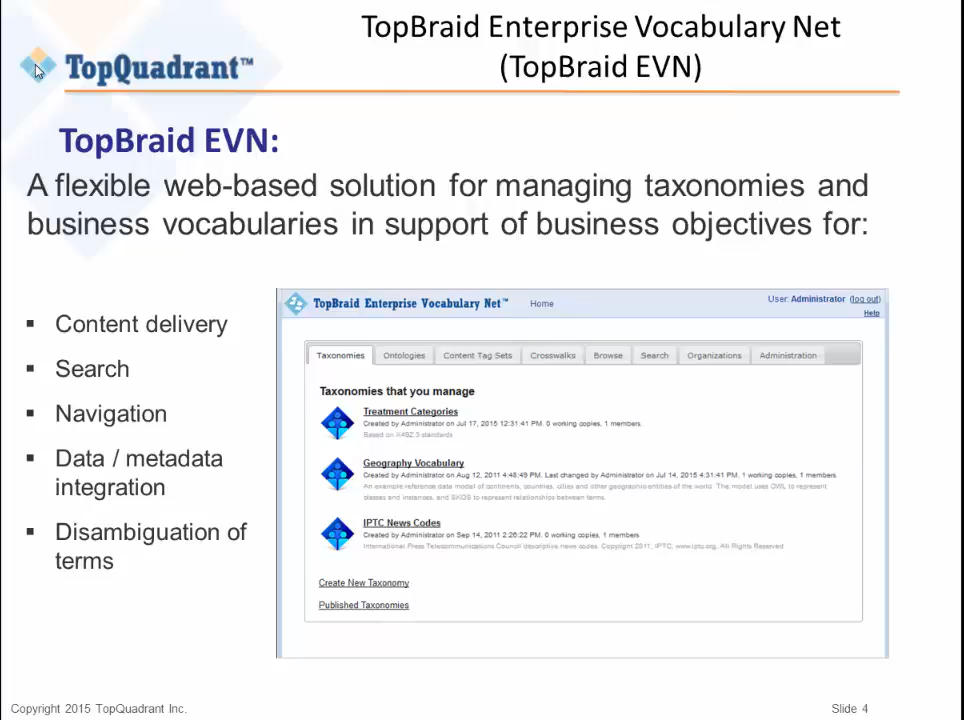 TopBraid Enterprise Vocabulary Net
(TopBraid EVN)
TopQuadrant™
TopBraid EVN:
A flexible web-based solution for managing taxonomies and
business vocabularies in support of business objectives for:
▪ Content delivery
▪ Search
▪ Navigation
▪ Data / metadata
integration
▪ Disambiguation of
terms
TopBraid Enterprise Vocabulary Net™ Home
User: Administrator (log out)
Help
Taxonomies Ontologies Content Tag Sets Crosswalks Browse Search Organizations Administration
Taxonomies that you manage
Treatment Categories
Created by Administrator on Jul 17, 2015 12:31:41 PM. 0 working copies, 1 members.
Based on standards
Geography Vocabulary
Created by Administrator on Aug 12, 2011 4:48:49 PM. Last changed by Administrator on Jul 14, 2015 4:31:41 PM. 1 working copies, 1 members.
An example reference data model of continents, countries, cities and other geographic entities of the world. The model uses OWL to represent
classes and instances, and SKOS to represent relationships between terms.
IPTC News Codes
Created by Administrator on Sep 14, 2011 2:26:22 PM. 0 working copies, 1 members
International Press Telecommunications Council descriptive news codes. Copyright 2011, IPTC, www.iptc.org, All Rights Reserved
Create New Taxonomy
Published Taxonomies
Copyright 2015 TopQuadrant Inc.
Slide 4